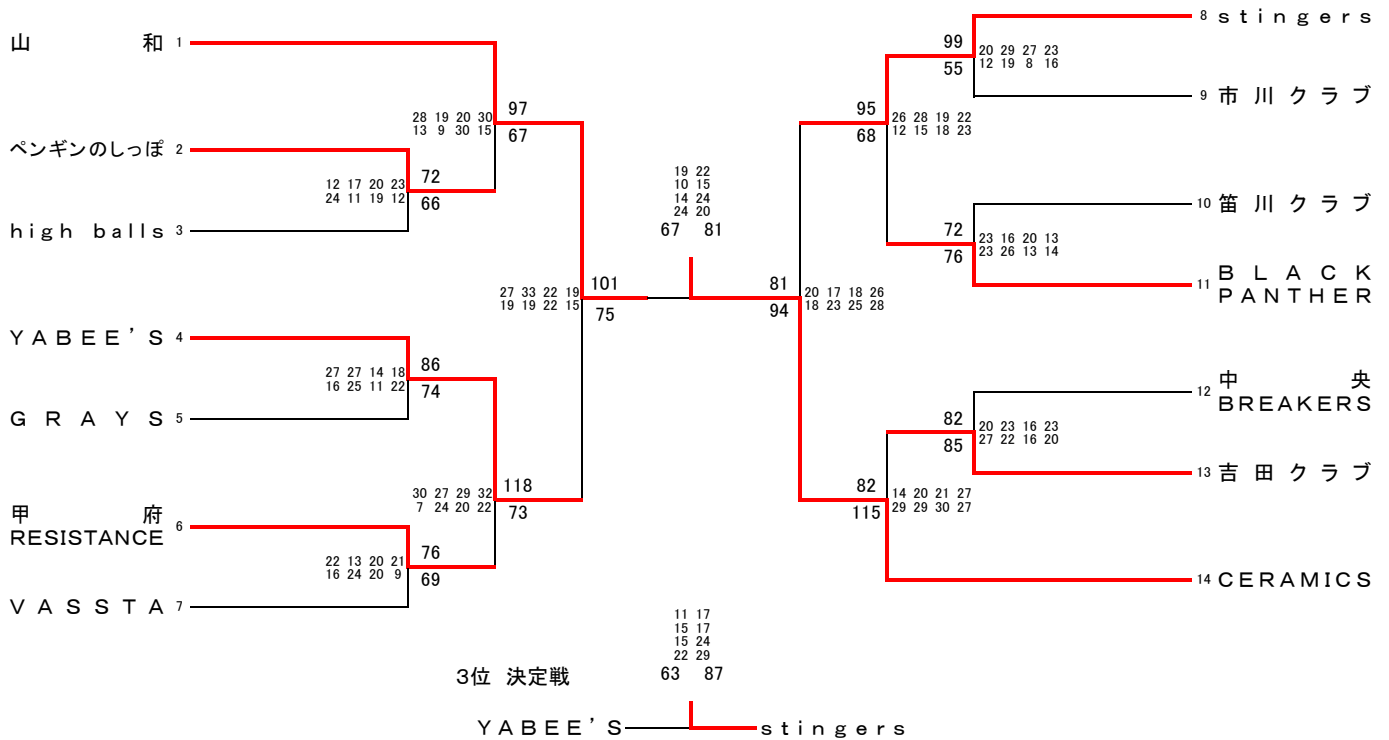 山 和 1
97
28 19 20 30
13 9 30 15
67
ペンギンのしっぽ 2
72
12 17 20 23
24 11 19 12
66
high balls 3
101
27 33 22 19
19 19 22 15
75
YABEE'S 4
86
27 27 14 18
16 25 11 22
74
GRAYS 5
118
30 27 29 32
7 24 20 22
73
甲 府
RESISTANCE 6
76
22 13 20 21
16 24 20 9
69
VASSTA 7
19 22
10 15
14 24
24 20
67 81
8 stingers
99
20 29 27 23
12 19 8 16
55
9 市川クラブ
95
26 28 19 22
12 15 18 23
68
10 笛川クラブ
72
23 16 20 13
23 26 13 14
76
11 BLACK
PANTHER
81
20 17 18 26
18 23 25 28
94
12 中 央
BREAKERS
82
20 23 16 23
27 22 16 20
85
13 吉田クラブ
82
14 20 21 27
29 29 30 27
115
14 CERAMICS
11 17
15 17
15 24
22 29
63 87
3位 決定戦
YABEE'S stingers